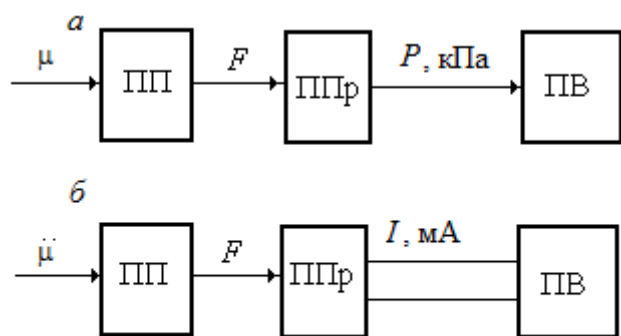 а
μ ПП F ППр P, кПа ПВ
б
μ̈ ПП F ППр I, мА ПВ